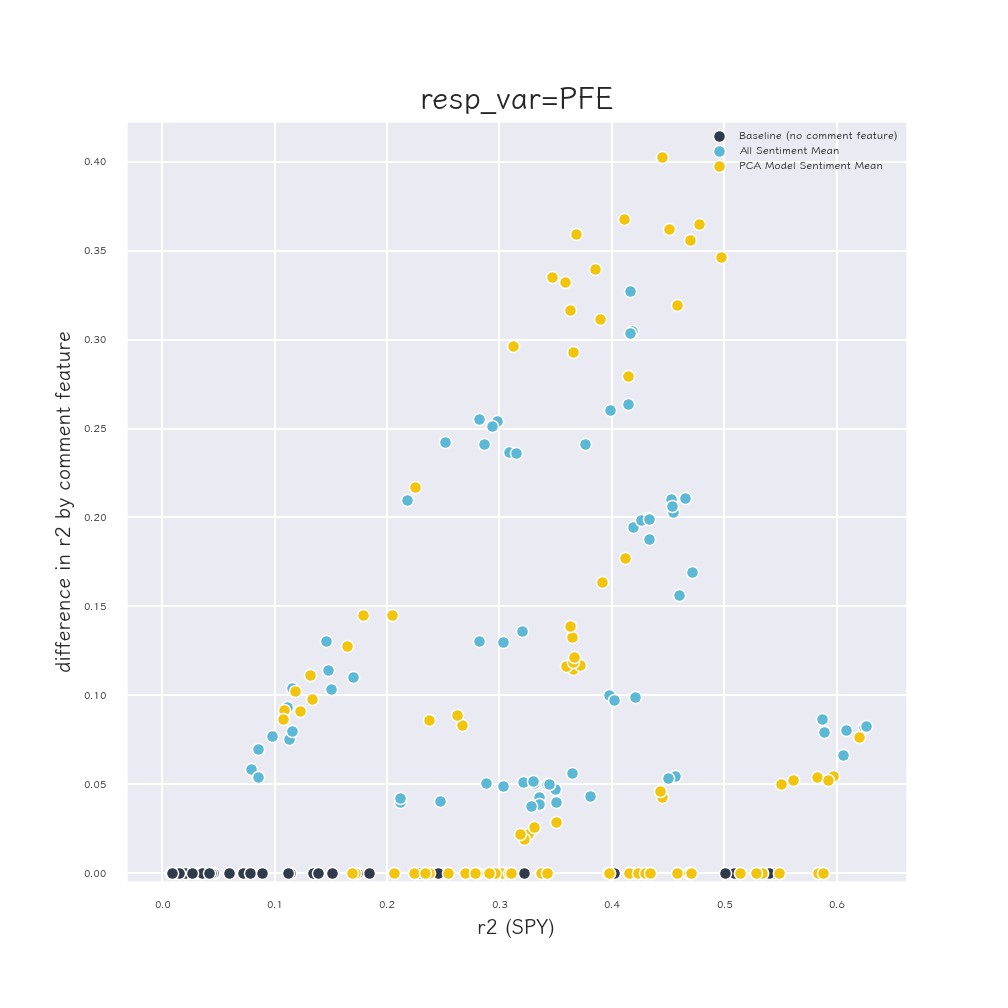 resp_var=PFE
Baseline (no comment feature)
All Sentiment Mean
PCA Model Sentiment Mean
difference in r2 by comment feature
0.40
0.35
0.30
0.25
0.20
0.15
0.10
0.05
0.00
0.0 0.1 0.2 0.3 0.4 0.5 0.6
r2 (SPY)